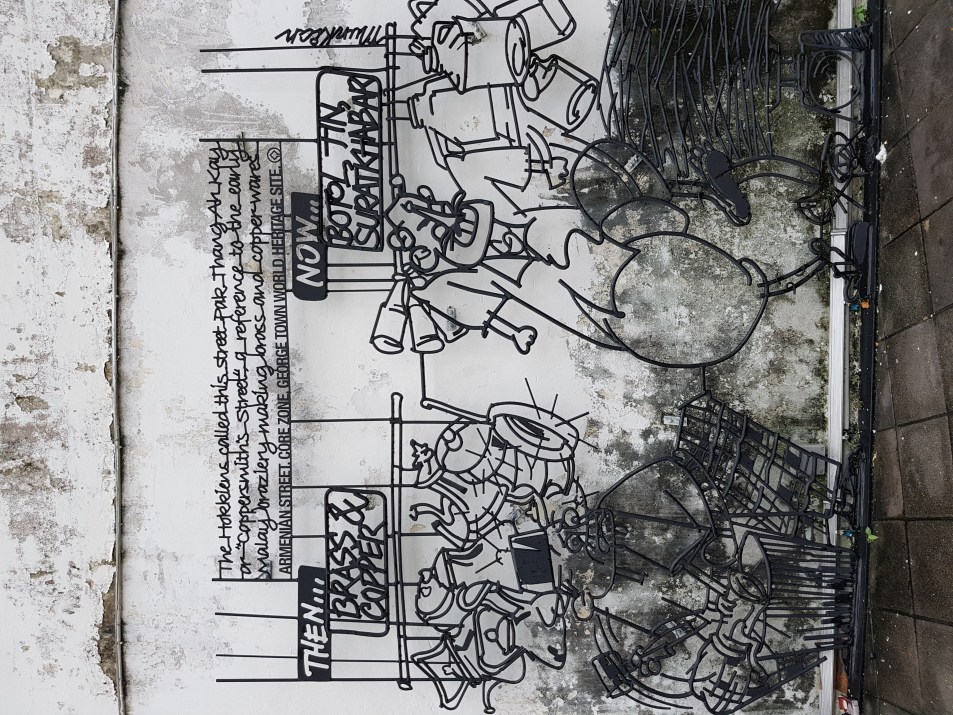 The Hokkiens called this street Pak Thang Ah Kay
or "Coppersmith's Street", a reference to the early
Malay braziery making brass and copper wares
ARMENIAN STREET, CORE ZONE, GEORGE TOWN WORLD HERITAGE SITE.
THEN...
BRASS &
COPPER
NOW...
BOTOL, TIN,
SURATKHABAR
Munkean